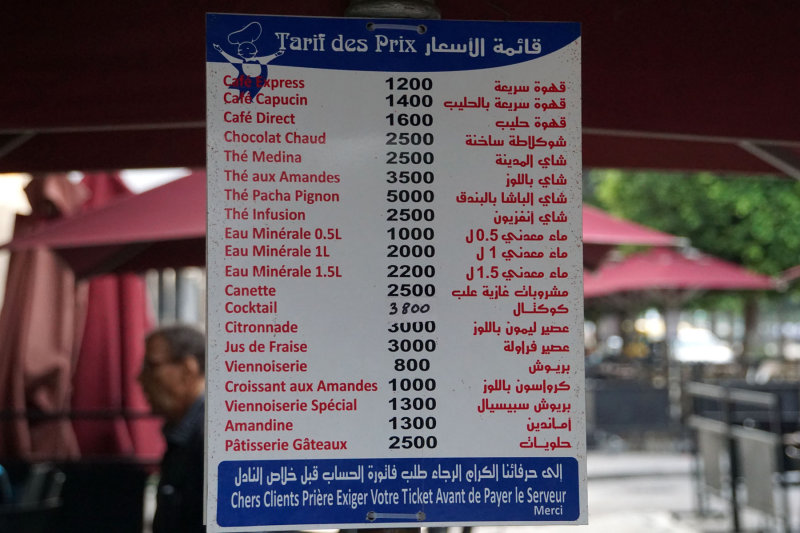 Tarif des Prix قائمة الأسعار
Café Express 1200 قهوة سريعة
Café Capucin 1400 قهوة سريعة بالحليب
Café Direct 1600 قهوة حليب
Chocolat Chaud 2500 شوكلاطة ساخنة
Thé Medina 2500 شاي المدينة
Thé aux Amandes 3500 شاي باللوز
Thé Pacha Pignon 5000 شاي الباشا بالبندق
Thé Infusion 2500 شاي إنفزيون
Eau Minérale 0.5L 1000 ماء معدني 0.5 ل
Eau Minérale 1L 2000 ماء معدني 1 ل
Eau Minérale 1.5L 2200 ماء معدني 1.5 ل
Canette 2500 مشروبات غازية علب
Cocktail 3800 كوكتال
Citronnade 3000 عصير ليمون باللوز
Jus de Fraise 3000 عصير فراولة
Viennoiserie 800 بريوش
Croissant aux Amandes 1000 كرواسون باللوز
Viennoiserie Spécial 1300 بريوش سبيسيال
Amandine 1300 أماندين
Pâtisserie Gâteaux 2500 حلويات
إلى حرفائنا الكرام الرجاء طلب فاتورة الحساب قبل خلاص النادل
Chers Clients Prière Exiger Votre Ticket Avant de Payer le Serveur
Merci